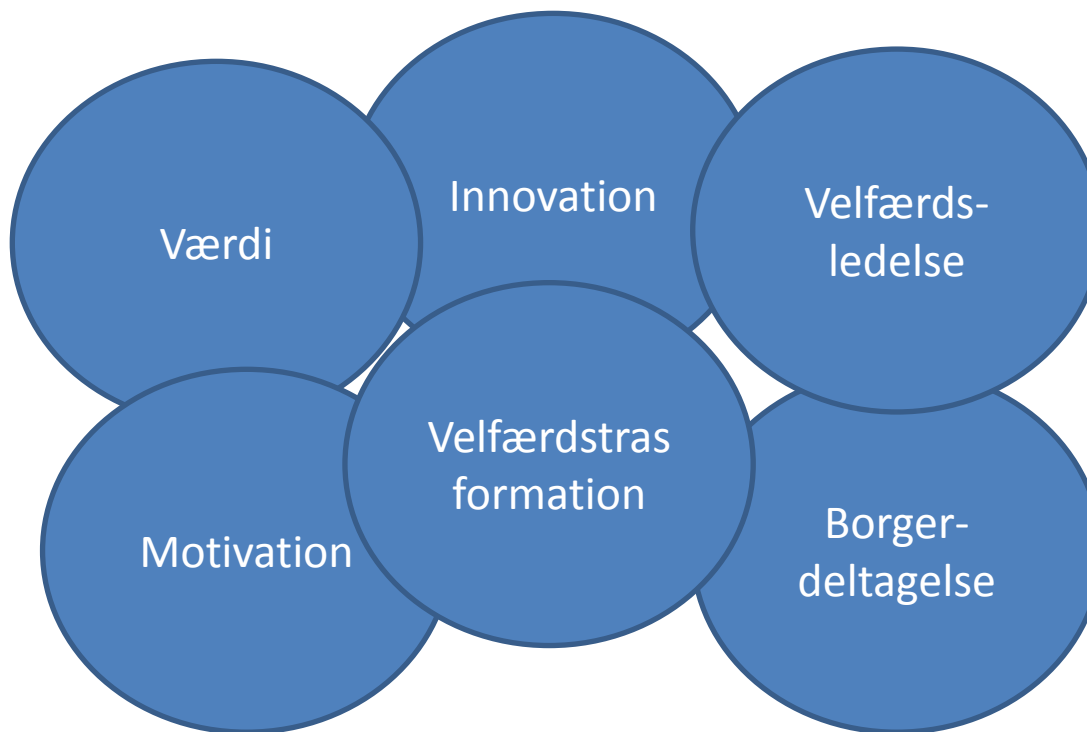 Værdi
Innovation
Velfærds-
ledelse
Motivation
Velfærdstras
formation
Borger-
deltagelse